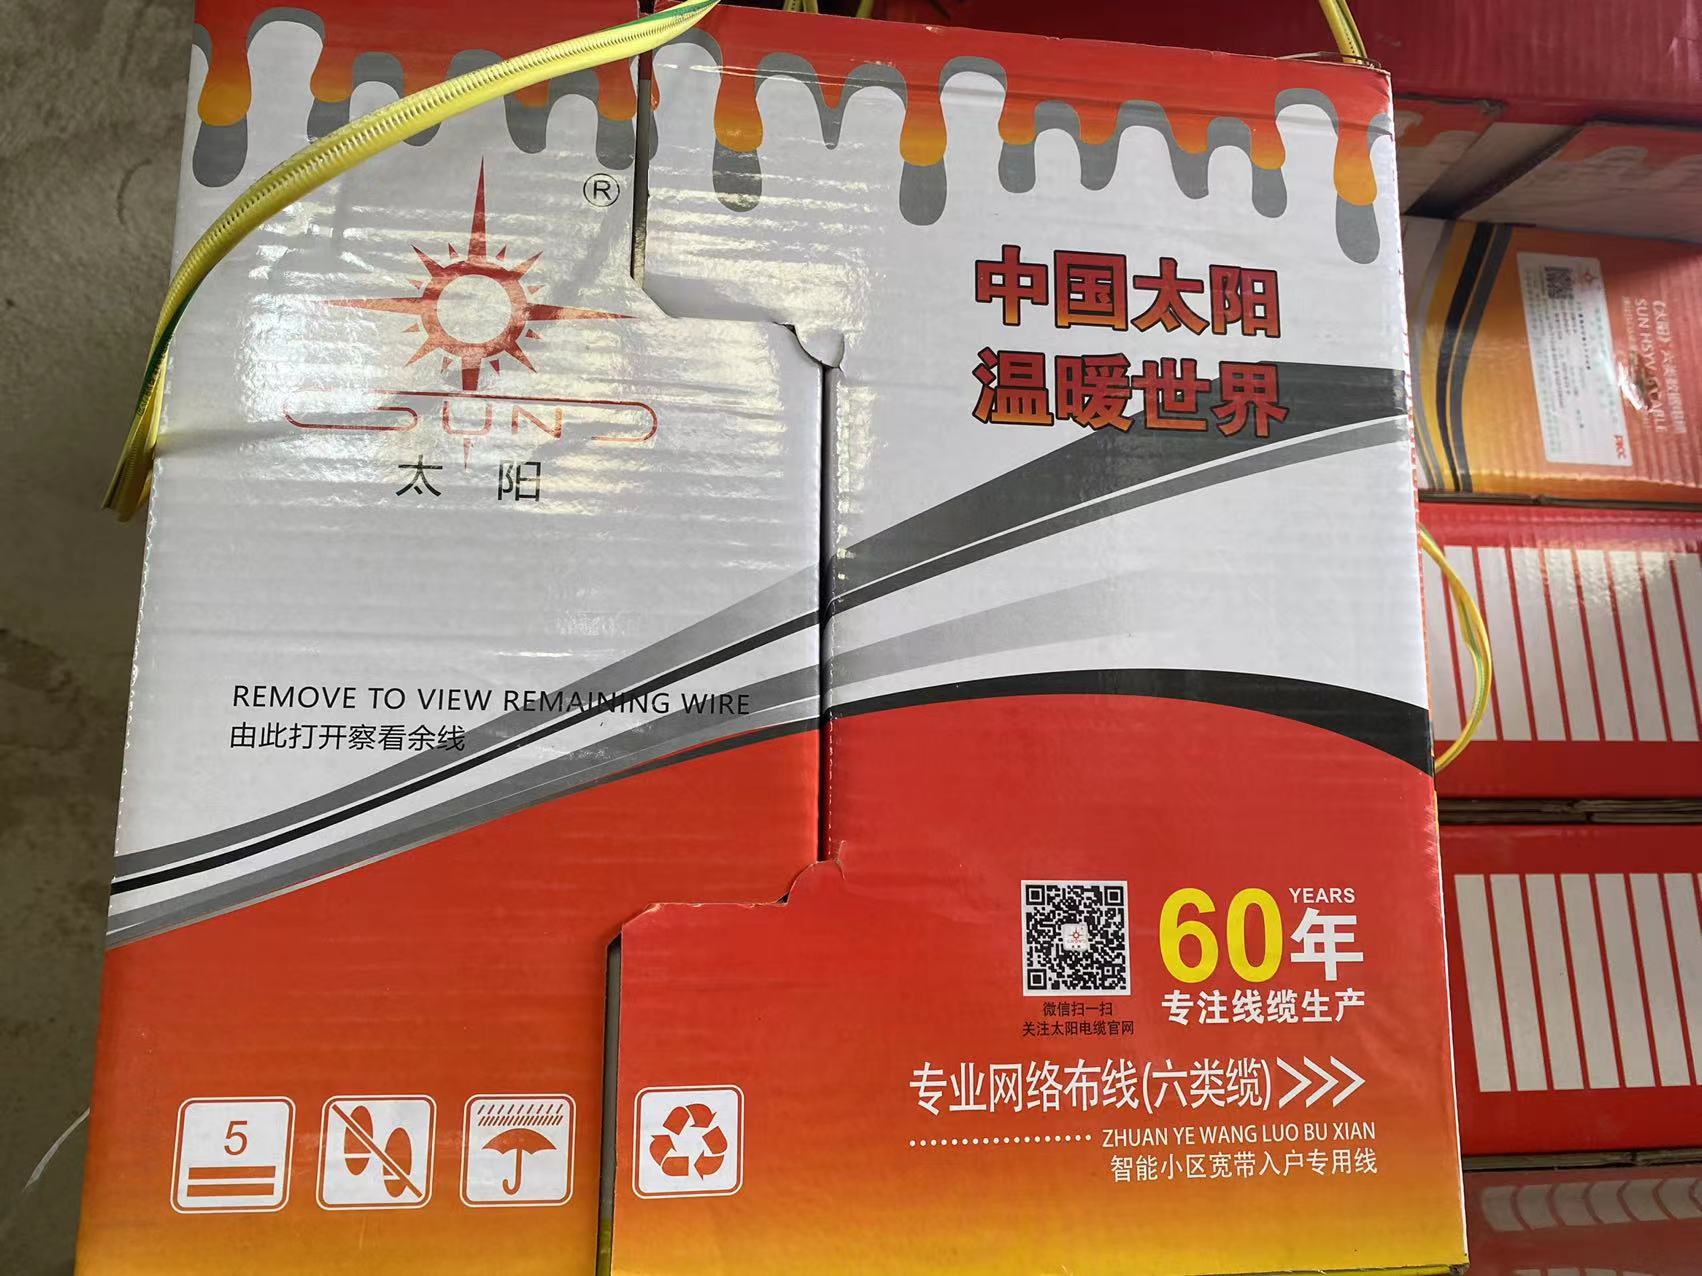 ®
SUN
太 阳
中国太阳
温暖世界
REMOVE TO VIEW REMAINING WIRE
由此打开察看余线
60 YEARS
年
专注线缆生产
微信扫一扫
关注太阳电缆官网
专业网络布线(六类缆)
ZHUAN YE WANG LUO BU XIAN
智能小区宽带入户专用线
5